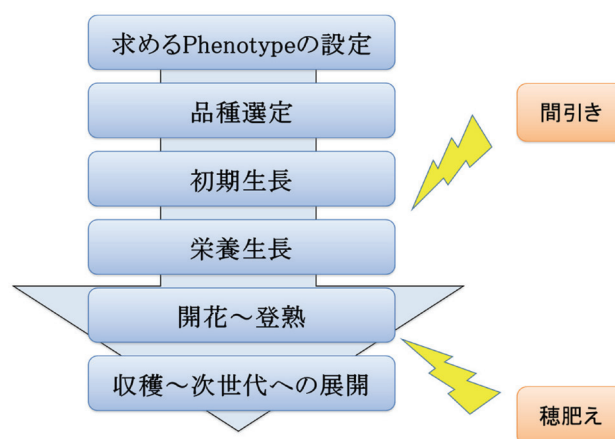 求めるPhenotypeの設定
品種選定
間引き
初期生長
栄養生長
開花～登熟
収穫～次世代への展開
穂肥え